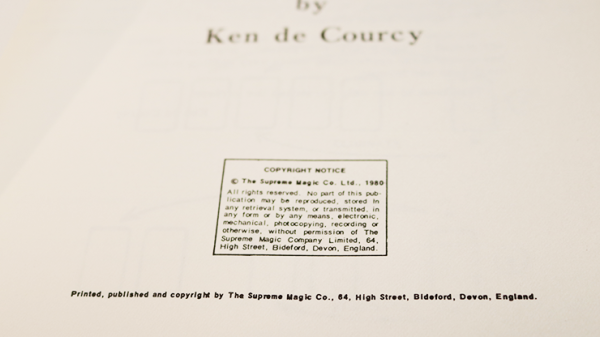 by
Ken de Courcy
COPYRIGHT NOTICE
© The Supreme Magic Co. Ltd., 1980
All rights reserved. No part of this pub-
lication may be reproduced, stored in
any retrieval system, or transmitted, in
any form or by any means, electronic,
mechanical, photocopying, recording or
otherwise, without permission of The
Supreme Magic Company Limited, 64,
High Street, Bideford, Devon, England.
Printed, published and copyright by The Supreme Magic Co., 64, High Street, Bideford, Devon, England.